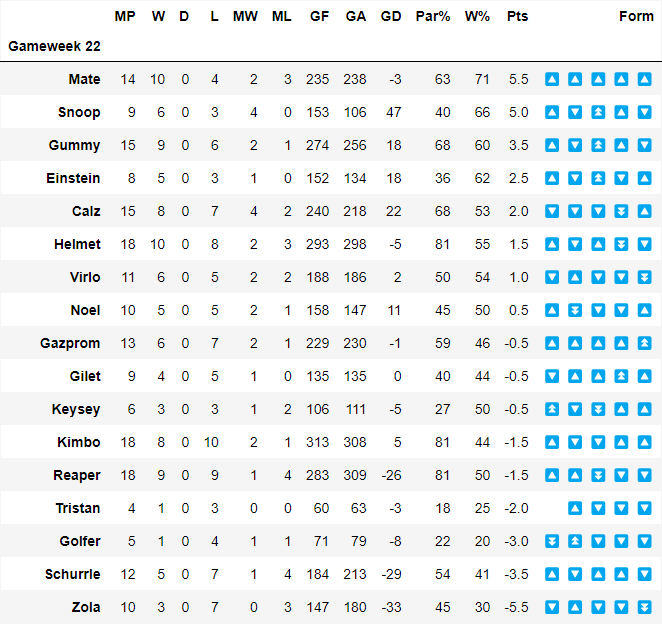 MP W D L MW ML GF GA GD Par% W% Pts Form
Gameweek 22
Mate 14 10 0 4 2 3 235 238 -3 63 71 5.5 🔼 🔼 🔼 🔼 🔼
Snoop 9 6 0 3 4 0 153 106 47 40 66 5.0 🔼 🔽 ⏫ 🔼 🔽
Gummy 15 9 0 6 2 1 274 256 18 68 60 3.5 🔼 🔽 ⏫ 🔼 🔽
Einstein 8 5 0 3 1 0 152 134 18 36 62 2.5 🔼 🔽 ⏫ 🔽 🔼
Calz 15 8 0 7 4 2 240 218 22 68 53 2.0 🔽 🔽 🔽 ⏬ 🔼
Helmet 18 10 0 8 2 3 293 298 -5 81 55 1.5 🔼 🔽 🔼 ⏬ 🔽
Virlo 11 6 0 5 2 2 188 186 2 50 54 1.0 🔽 🔼 🔽 🔽 ⏬
Noel 10 5 0 5 2 1 158 147 11 45 50 0.5 🔼 ⏬ 🔽 🔽 🔼
Gazprom 13 6 0 7 2 1 229 230 -1 59 46 -0.5 🔼 🔼 🔼 🔼 ⏫
Gilet 9 4 0 5 1 0 135 135 0 40 44 -0.5 🔽 🔼 🔼 ⏫ 🔼
Keysey 6 3 0 3 1 2 106 111 -5 27 50 -0.5 ⏫ 🔽 ⏬ 🔼 🔼
Kimbo 18 8 0 10 2 1 313 308 5 81 44 -1.5 🔼 🔽 🔽 🔼 🔼
Reaper 18 9 0 9 1 4 283 309 -26 81 50 -1.5 🔼 🔼 ⏬ 🔽 🔽
Tristan 4 1 0 3 0 0 60 63 -3 18 25 -2.0 🔼 🔽 🔽 🔽
Golfer 5 1 0 4 1 1 71 79 -8 22 20 -3.0 ⏬ ⏫ 🔽 🔽 🔽
Schurrle 12 5 0 7 1 4 184 213 -29 54 41 -3.5 🔼 🔽 🔼 🔽 🔽
Zola 10 3 0 7 0 3 147 180 -33 45 30 -5.5 🔽 🔼 🔽 🔽 ⏬